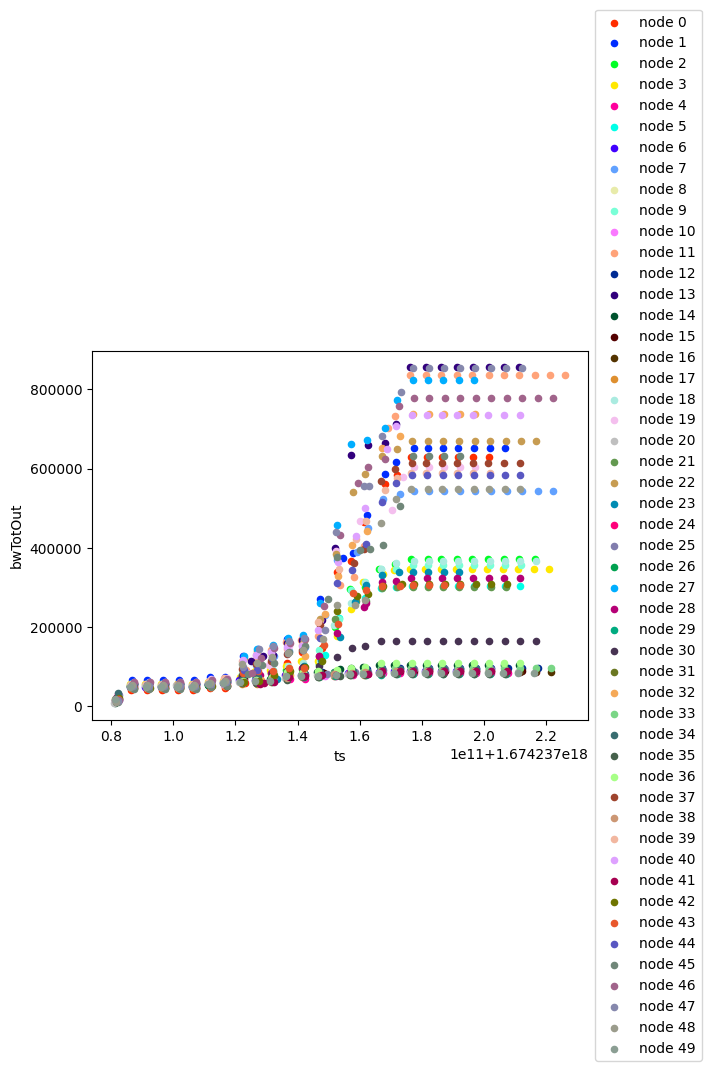 node 0
node 1
node 2
node 3
node 4
node 5
node 6
node 7
node 8
node 9
node 10
node 11
node 12
node 13
node 14
node 15
node 16
node 17
node 18
node 19
node 20
node 21
node 22
node 23
node 24
node 25
node 26
node 27
node 28
node 29
node 30
node 31
node 32
node 33
node 34
node 35
node 36
node 37
node 38
node 39
node 40
node 41
node 42
node 43
node 44
node 45
node 46
node 47
node 48
node 49
bwTotOut
800000
600000
400000
200000
0
0.8 1.0 1.2 1.4 1.6 1.8 2.0 2.2
ts
1e11+1.674237e18